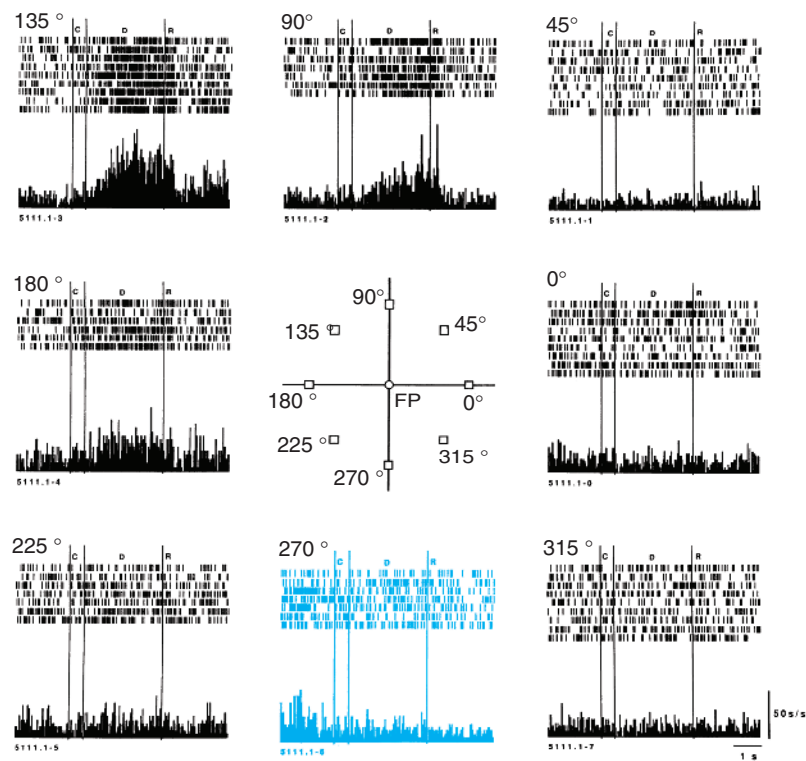 135 °
C D R
5111.1-3
90°
C D R
5111.1-2
45°
C D R
5111.1-1
180 °
C D R
5111.1-4
90°
135 °
45°
180 °
FP
0°
225 °
315 °
270 °
0°
C D R
5111.1-0
225 °
C D R
5111.1-5
270 °
C D R
5111.1-6
315 °
C D R
5111.1-7
50s/s
1 s